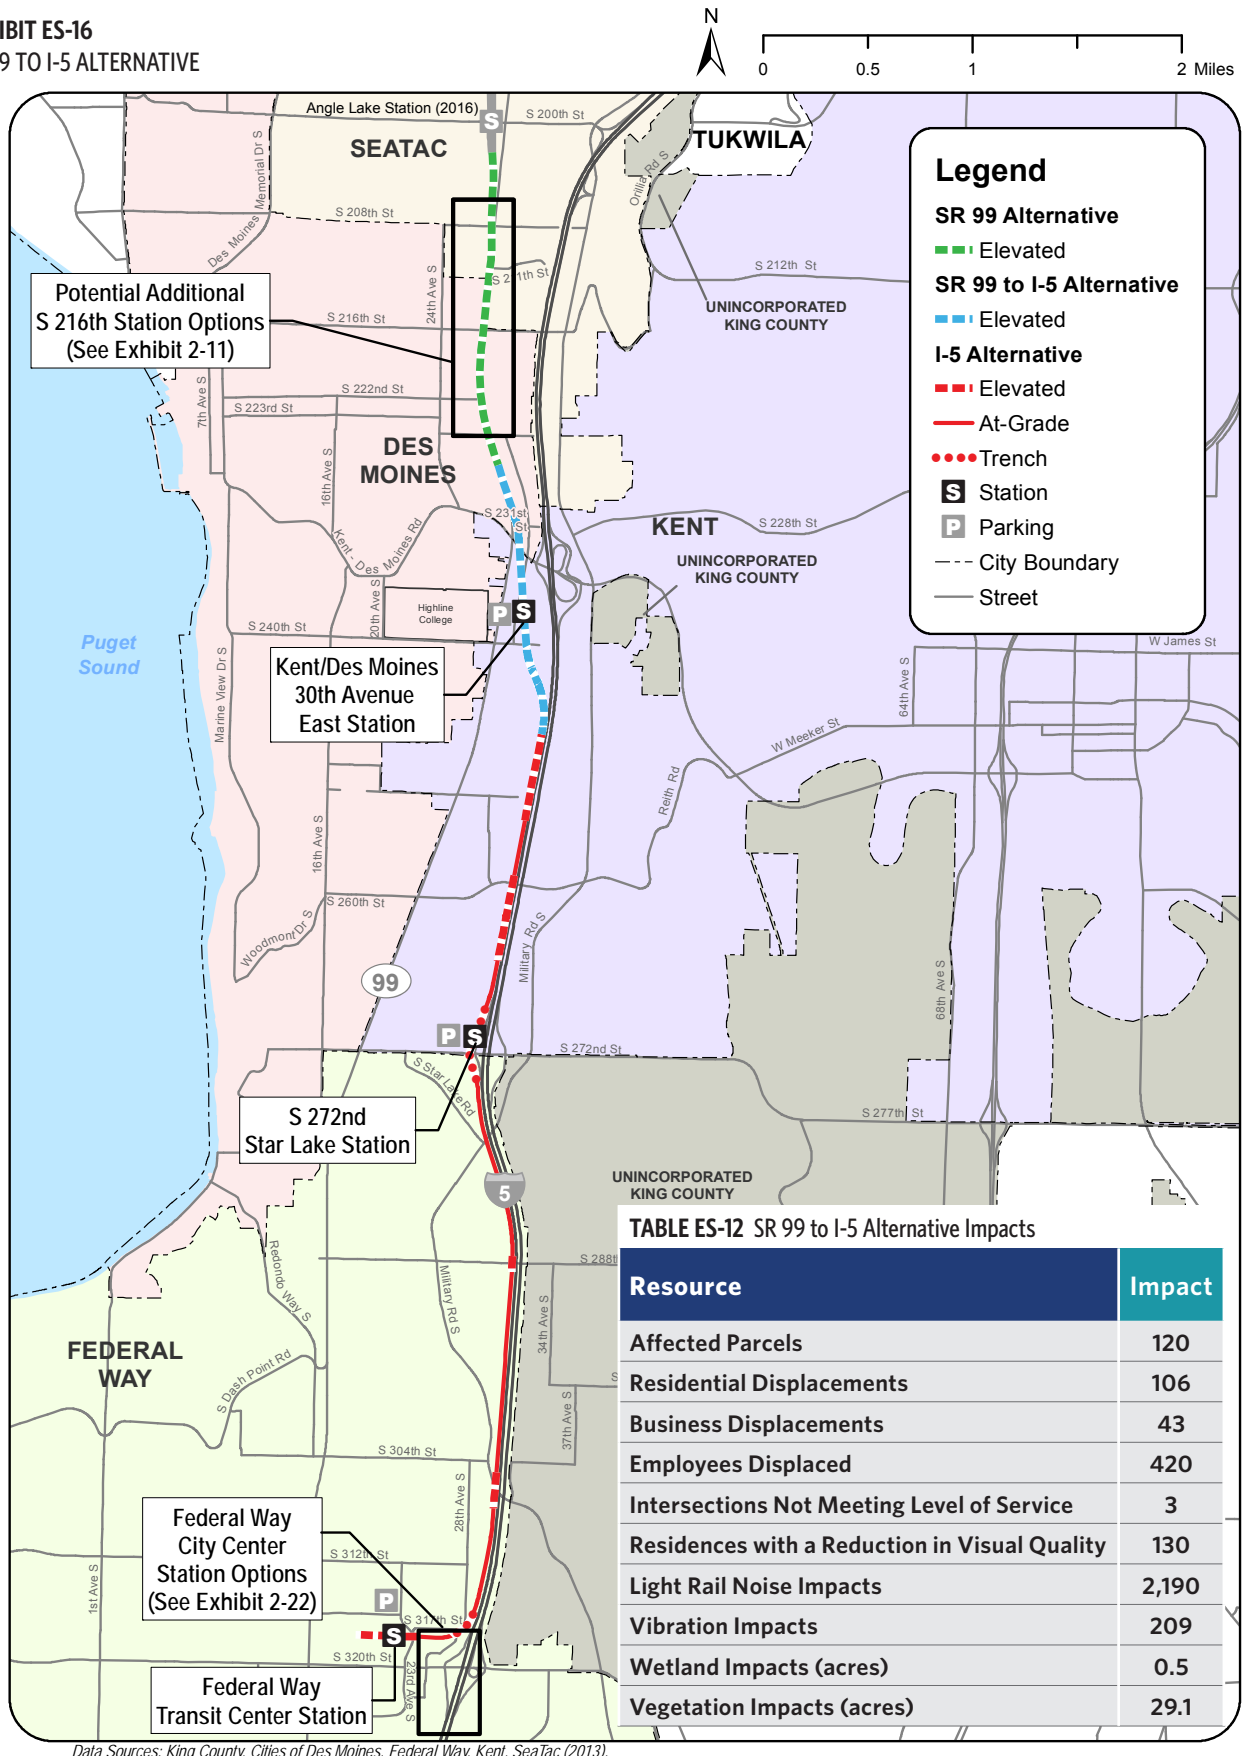 IBIT ES-16
9 TO I-5 ALTERNATIVE
N
0 0.5 1 2 Miles
Angle Lake Station (2016)
S
P
S 200th St
SEATAC
TUKWILA
Des Moines Memorial Dr S
Orillia Rd S
S 208th St
S 211th St
S 212th St
24th Ave S
UNINCORPORATED
KING COUNTY
Potential Additional
S 216th Station Options
(See Exhibit 2-11)
S 216th St
S 222nd St
S 223rd St
7th Ave S
16th Ave S
DES
MOINES
Legend
SR 99 Alternative
Elevated
SR 99 to I-5 Alternative
Elevated
I-5 Alternative
Elevated
At-Grade
Trench
S Station
P Parking
City Boundary
Street
S 231st
St
KENT
S 228th St
Kent - Des Moines Rd
UNINCORPORATED
KING COUNTY
20th Ave S
Highline
College
P S
S 240th St
Puget
Sound
Marine View Dr S
Kent/Des Moines
30th Avenue
East Station
W James St
64th Ave S
W Meeker St
Reith Rd
16th Ave S
S 260th St
Woodmont Dr S
Military Rd S
99
68th Ave S
P S
S 272nd St
S Star Lake Rd
S 277th St
S 272nd
Star Lake Station
5
UNINCORPORATED
KING COUNTY
Redondo Way S
Military Rd S
S 288t
34th Ave S
37th Ave S
S
FEDERAL
WAY
S Dash Point Rd
S 304th St
28th Ave S
Federal Way
City Center
Station Options
(See Exhibit 2-22)
S 312th St
1st Ave S
P
S 317th St
S
S 320th St
23rd Ave S
Federal Way
Transit Center Station
TABLE ES-12 SR 99 to I-5 Alternative Impacts
Resource Impact
Affected Parcels 120
Residential Displacements 106
Business Displacements 43
Employees Displaced 420
Intersections Not Meeting Level of Service 3
Residences with a Reduction in Visual Quality 130
Light Rail Noise Impacts 2,190
Vibration Impacts 209
Wetland Impacts (acres) 0.5
Vegetation Impacts (acres) 29.1
Data Sources: King County, Cities of Des Moines, Federal Way, Kent, SeaTac (2013).